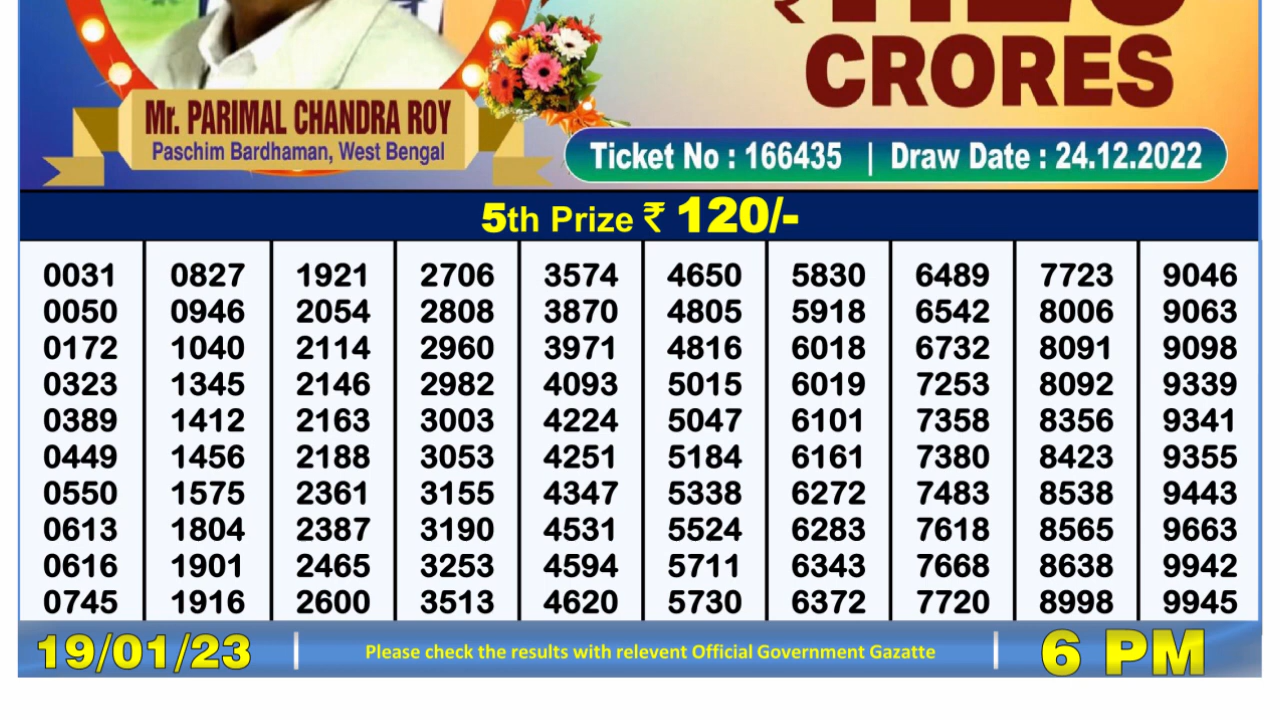 CRORES
Mr. PARIMAL CHANDRA ROY
Paschim Bardhaman, West Bengal
Ticket No : 166435 | Draw Date : 24.12.2022
5th Prize ₹ 120/-
0031 0827 1921 2706 3574 4650 5830 6489 7723 9046
0050 0946 2054 2808 3870 4805 5918 6542 8006 9063
0172 1040 2114 2960 3971 4816 6018 6732 8091 9098
0323 1345 2146 2982 4093 5015 6019 7253 8092 9339
0389 1412 2163 3003 4224 5047 6101 7358 8356 9341
0449 1456 2188 3053 4251 5184 6161 7380 8423 9355
0550 1575 2361 3155 4347 5338 6272 7483 8538 9443
0613 1804 2387 3190 4531 5524 6283 7618 8565 9663
0616 1901 2465 3253 4594 5711 6343 7668 8638 9942
0745 1916 2600 3513 4620 5730 6372 7720 8998 9945
19/01/23 | Please check the results with relevent Official Government Gazatte | 6 PM